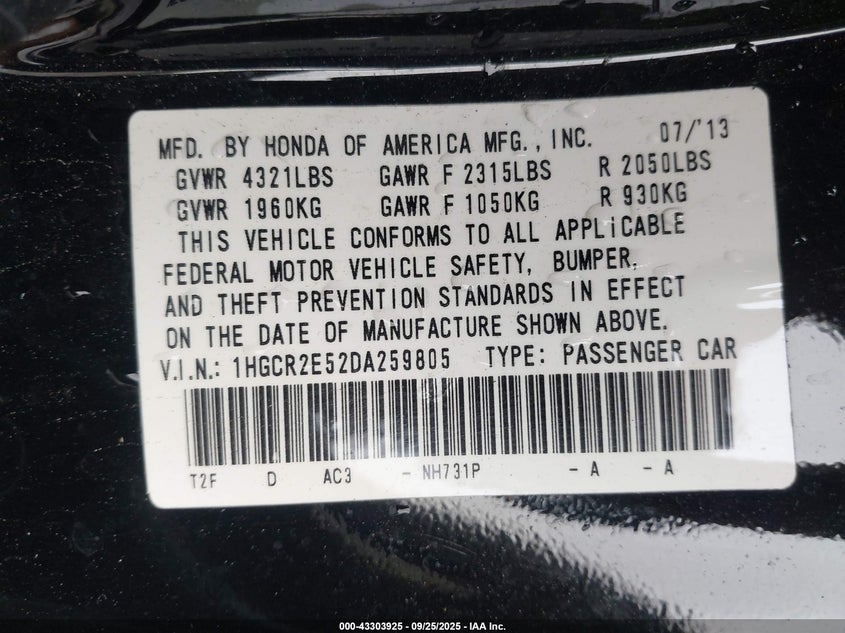 MFD. BY HONDA OF AMERICA MFG., INC. 07/'13
GVWR 4321LBS GAWR F 2315LBS R 2050LBS
GVWR 1960KG GAWR F 1050KG R 930KG
THIS VEHICLE CONFORMS TO ALL APPLICABLE
FEDERAL MOTOR VEHICLE SAFETY, BUMPER,
AND THEFT PREVENTION STANDARDS IN EFFECT
ON THE DATE OF MANUFACTURE SHOWN ABOVE.
V.I.N.: 1HGCR2E52DA259805 TYPE: PASSENGER CAR
T2F D AC3 - NH731P - A - A
000-43303925 - 09/25/2025 - IAA Inc.